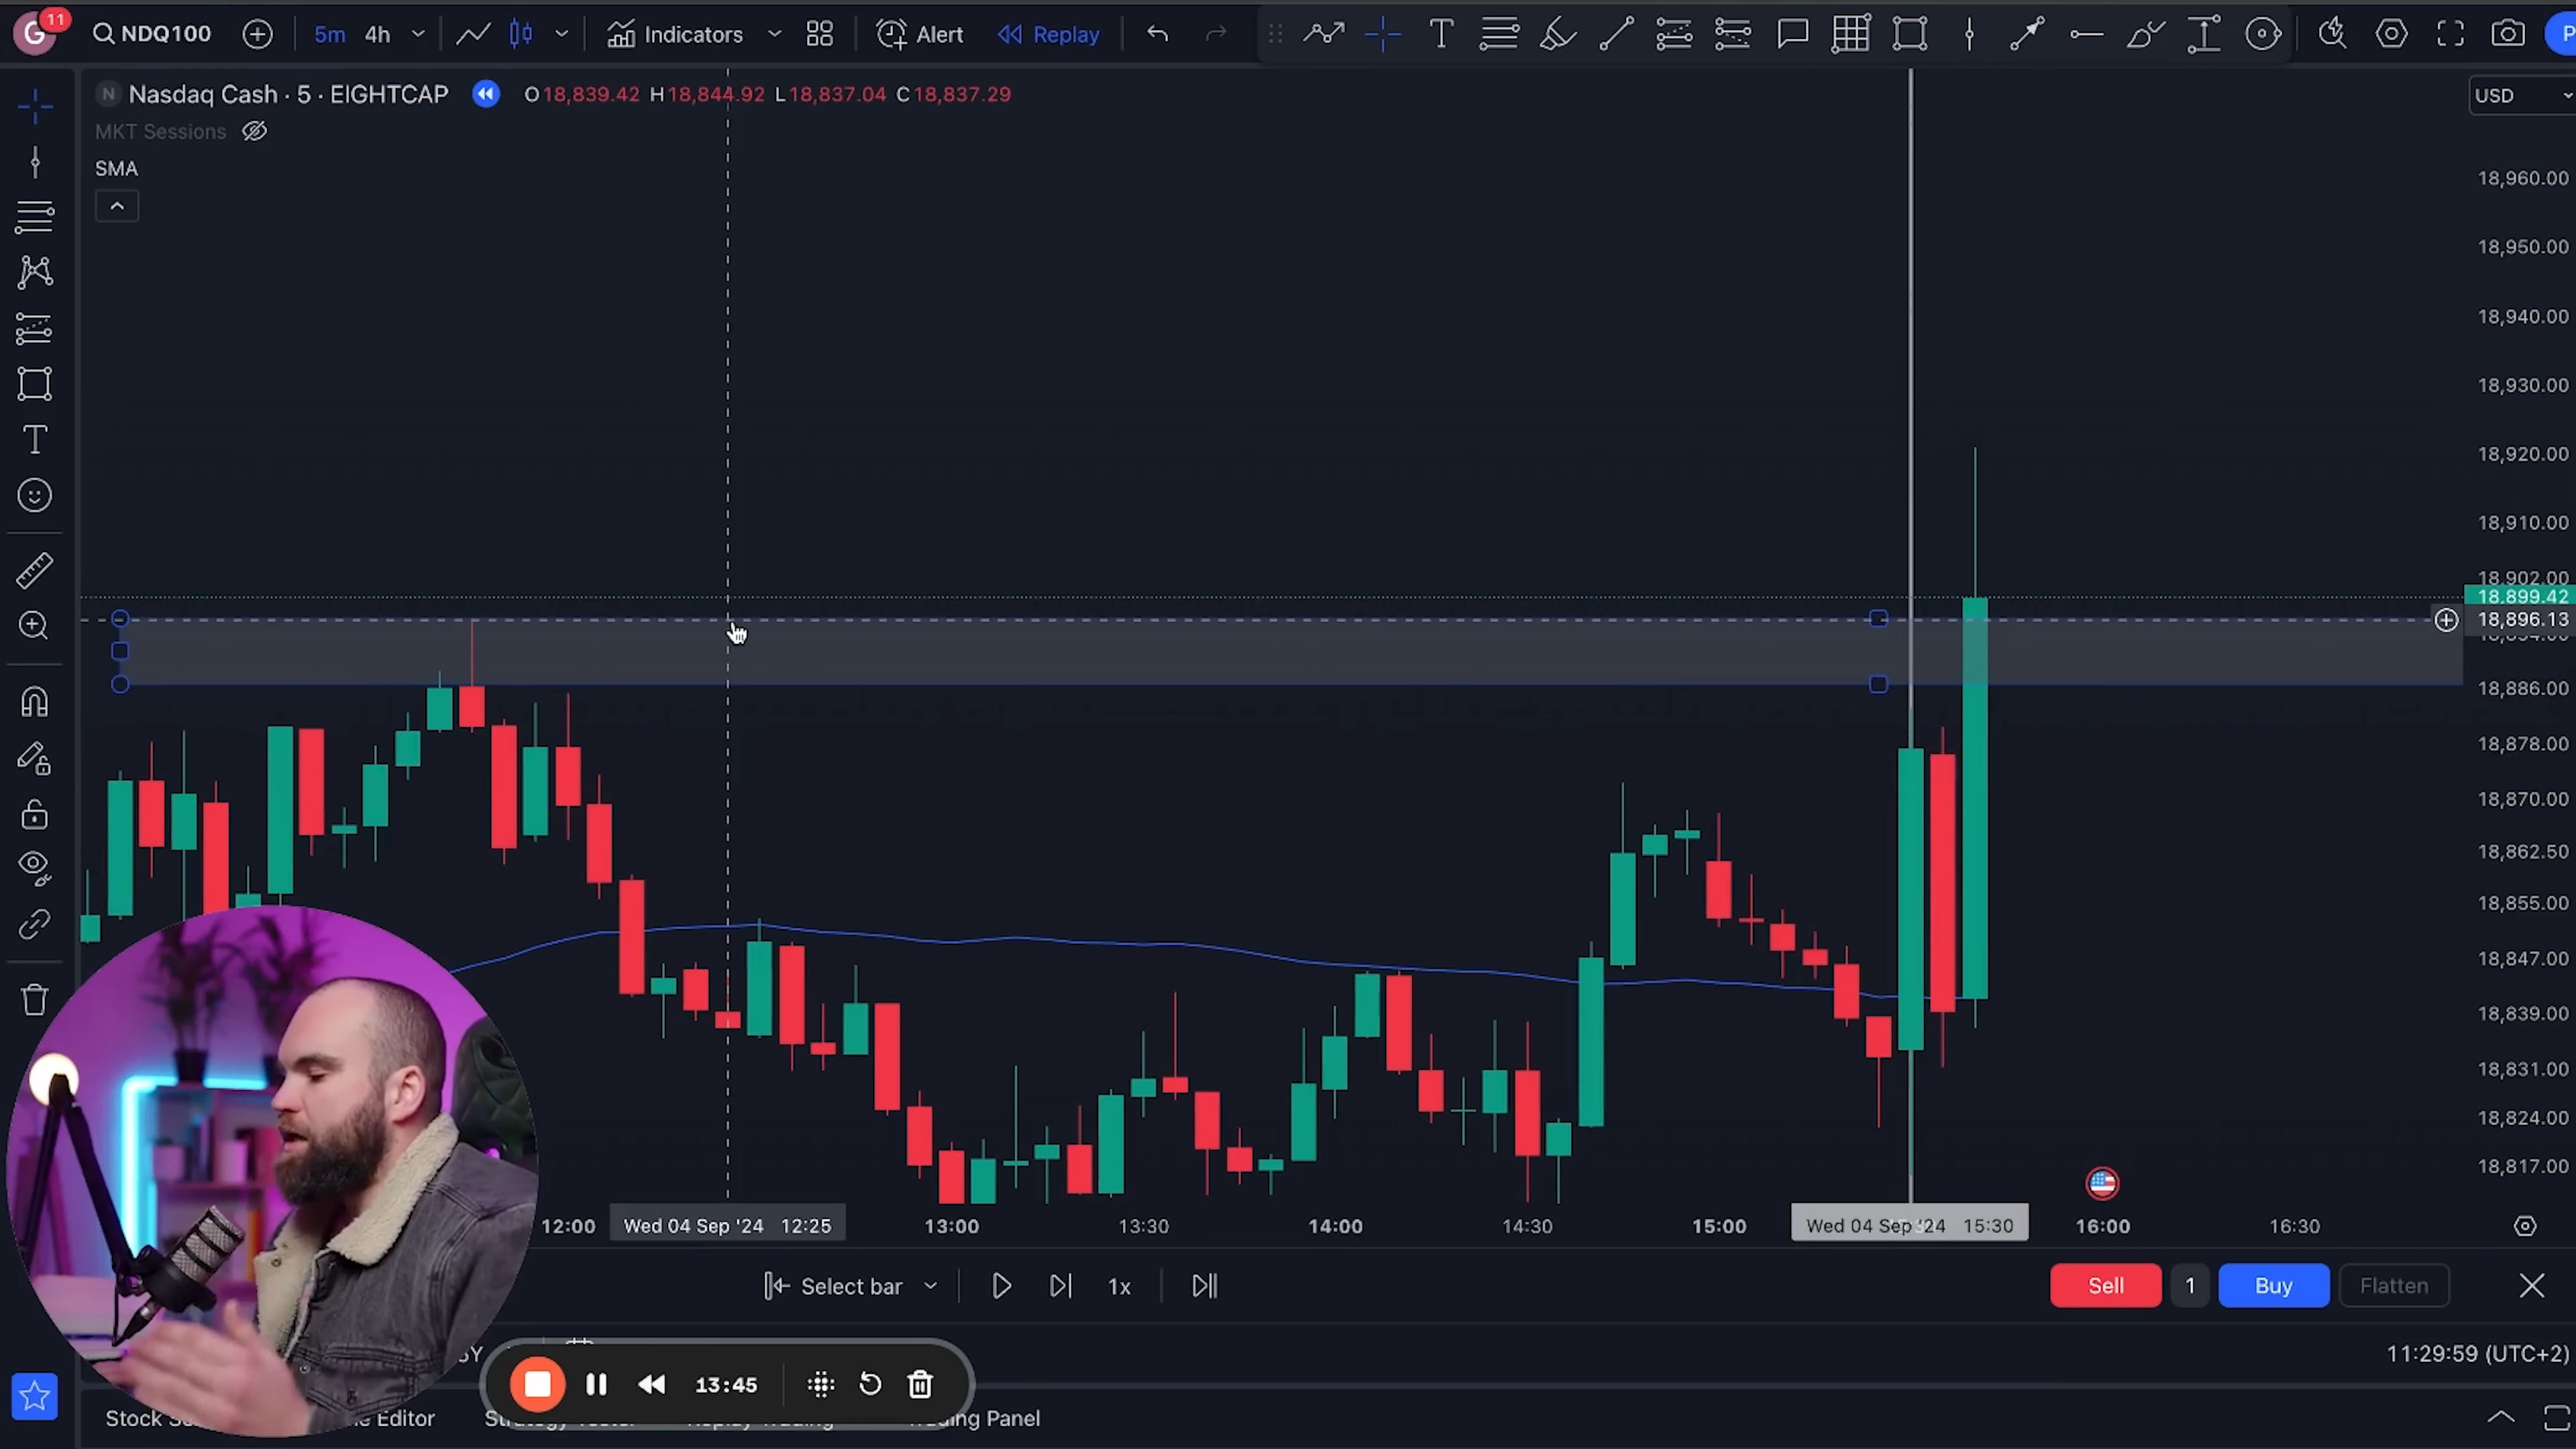 G 11 NDQ100 5m 4h Indicators Alert Replay P
N Nasdaq Cash · 5 · EIGHTCAP O18,839.42 H18,844.92 L18,837.04 C18,837.29 USD
MKT Sessions
SMA
18,960.00
18,950.00
18,940.00
18,930.00
18,920.00
18,910.00
18,902.00
18,899.42
18,896.13
18,886.00
18,878.00
18,870.00
18,862.50
18,855.00
18,847.00
18,839.00
18,831.00
18,824.00
18,817.00
12:00 Wed 04 Sep '24 12:25 13:00 13:30 14:00 14:30 15:00 Wed 04 Sep '24 15:30 16:00 16:30
Select bar 1x Sell 1 Buy Flatten
13:45 11:29:59 (UTC+2)
Stock Editor Panel